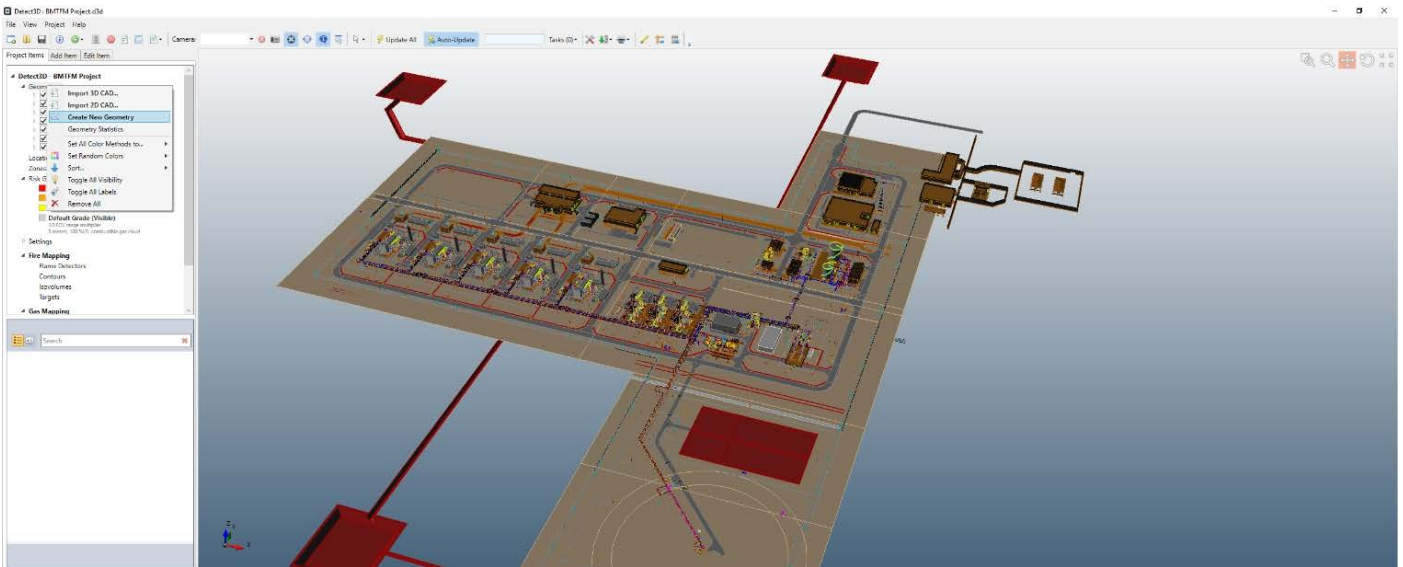 Detect3D : BMTFM Project.d3d
File View Project Help
Camera:
Update All
Auto-Update
Tasks (0)
Project Items Add Item Edit Item
Detect3D - BMTFM Project
Import 3D CAD...
Import 2D CAD...
Create New Geometry
Geometry Statistics
Set All Color Methods to...
Set Random Colors
Sort...
Toggle All Visibility
Toggle All Labels
Remove All
Zones
Risk G
Default Grade (Visible)
Settings
Fire Mapping
Flame Detectors
Contours
Isovolumes
Targets
Gas Mapping
Search
Z
X